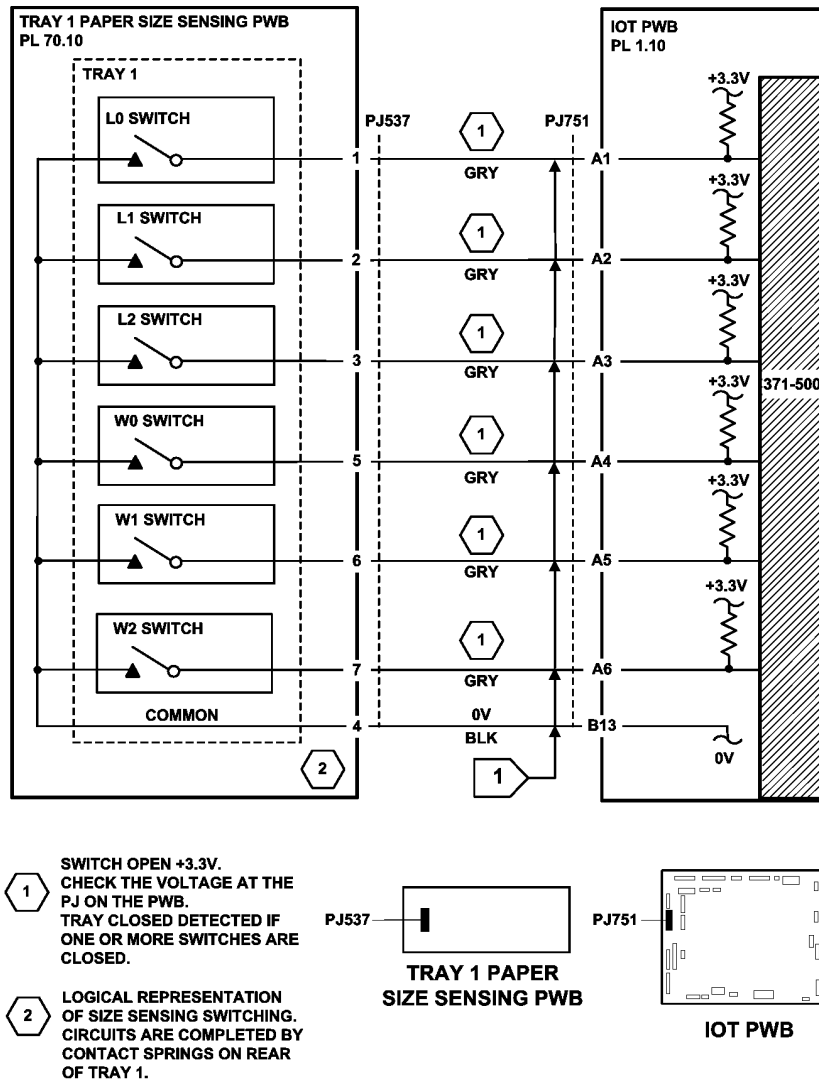 TRAY 1 PAPER SIZE SENSING PWB
PL 70.10
IOT PWB
PL 1.10
TRAY 1
+3.3V
L0 SWITCH
PJ537
1
PJ751
1
GRY
A1
+3.3V
L1 SWITCH
1
2
GRY
A2
+3.3V
L2 SWITCH
1
3
GRY
A3
+3.3V
371-500
W0 SWITCH
1
5
GRY
A4
+3.3V
W1 SWITCH
1
6
GRY
A5
+3.3V
W2 SWITCH
1
7
GRY
A6
COMMON
4
0V
BLK
B13
0V
2
1
1
SWITCH OPEN +3.3V.
CHECK THE VOLTAGE AT THE
PJ ON THE PWB.
TRAY CLOSED DETECTED IF
ONE OR MORE SWITCHES ARE
CLOSED.
2
LOGICAL REPRESENTATION
OF SIZE SENSING SWITCHING.
CIRCUITS ARE COMPLETED BY
CONTACT SPRINGS ON REAR
OF TRAY 1.
PJ537
TRAY 1 PAPER
SIZE SENSING PWB
PJ751
IOT PWB